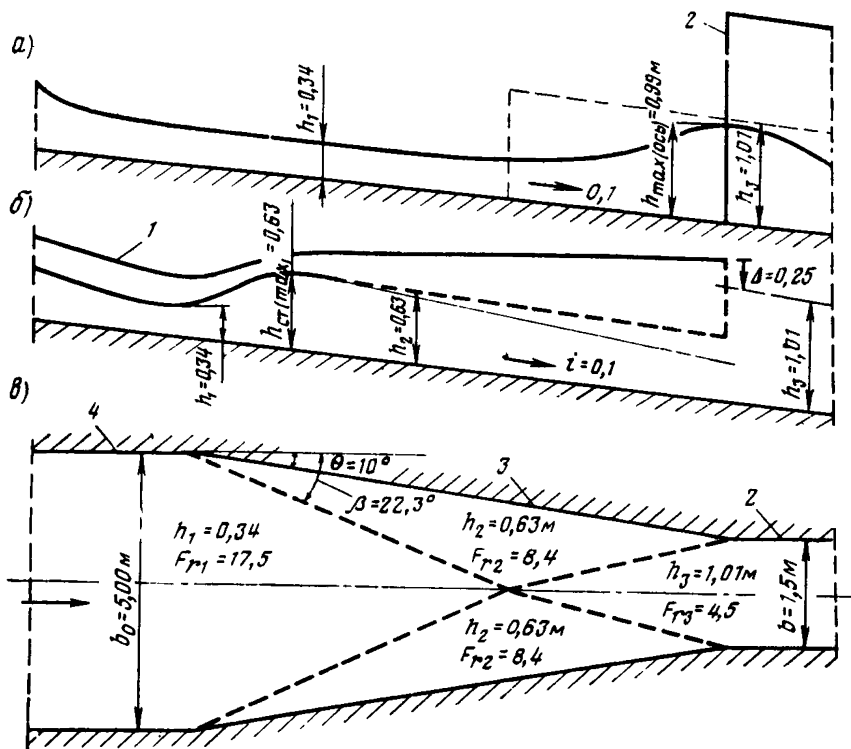 а)
h₁=0,34
0,1
h max(ось)=0,99м
h₃=1,01
2
б)
1
h₁=0,34
h ст(max)=0,63
h₂=0,63
i=0,1
Δ=0,25
h₃=1,01
в)
4
b₀=5,00м
θ=10°
β=22,3°
3
2
h₁=0,34
Fr₁=17,5
h₂=0,63м
Fr₂=8,4
h₃=1,01м
Fr₃=4,5
b=1,5м
h₂=0,63м
Fr₂=8,4